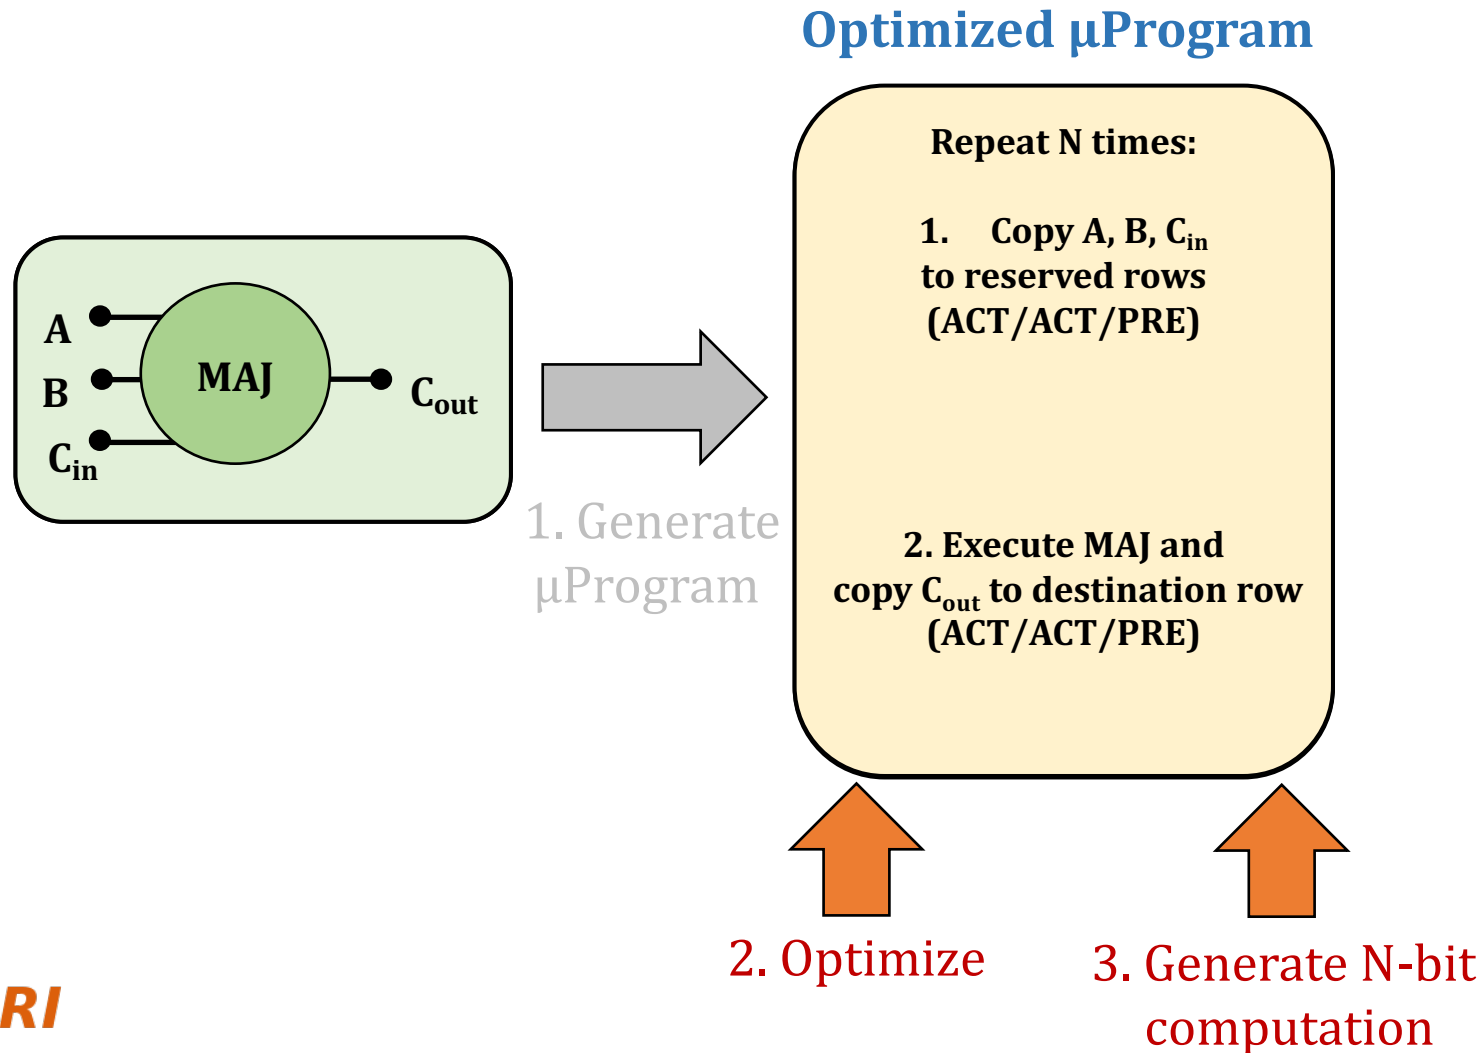 Optimized μProgram
Repeat N times:
1. Copy A, B, Cin
to reserved rows
(ACT/ACT/PRE)
2. Execute MAJ and
copy Cout to destination row
(ACT/ACT/PRE)
A
B
Cin
MAJ
Cout
1. Generate
μProgram
2. Optimize
3. Generate N-bit
computation
RI